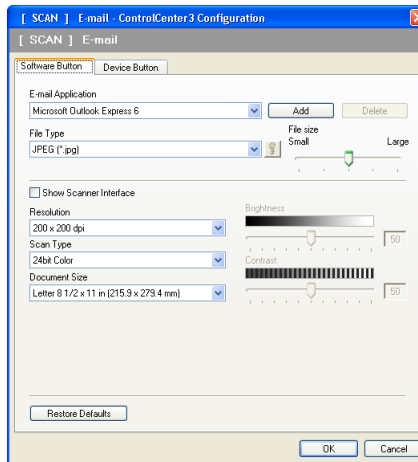 [ SCAN ] E-mail - ControlCenter3 Configuration
[ SCAN ] E-mail
Software Button Device Button
E-mail Application
Microsoft Outlook Express 6 Add Delete
File Type File size
Small Large
JPEG (*.jpg)
Show Scanner Interface
Resolution Brightness
200 x 200 dpi 50
Scan Type
24bit Color Contrast
Document Size
Letter 8 1/2 x 11 in (215.9 x 279.4 mm) 50
Restore Defaults
OK Cancel